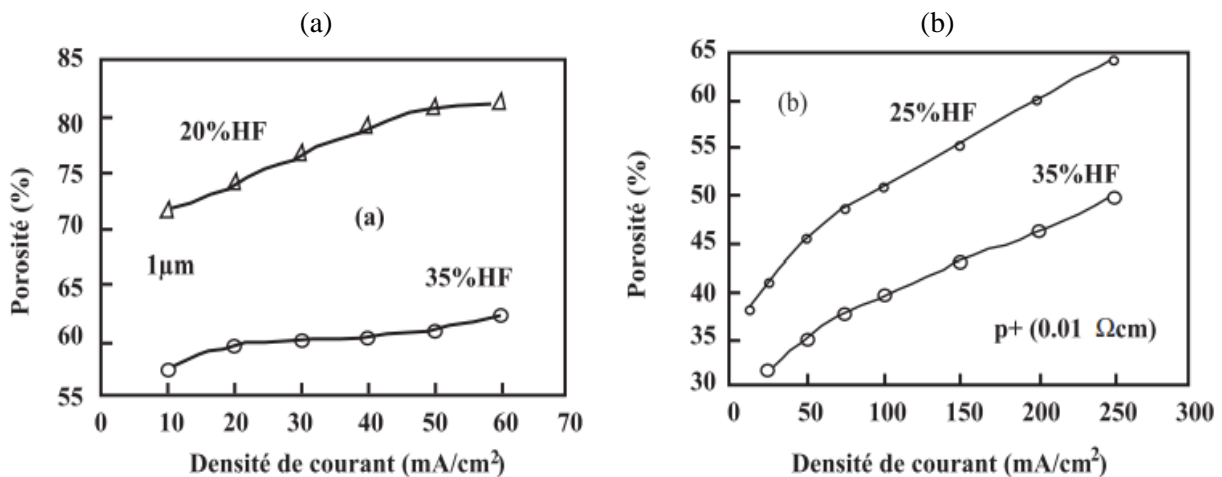 (a)
(b)
85
80
75
70
65
60
55
0
10
20
30
40
50
60
70
Porosité (%)
Densité de courant (mA/cm²)
20%HF
(a)
1µm
35%HF
65
60
55
50
45
40
35
30
0
50
100
150
200
250
300
Porosité (%)
Densité de courant (mA/cm²)
(b)
25%HF
35%HF
p+ (0.01 Ωcm)